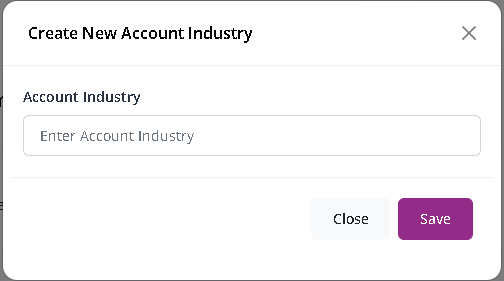 Create New Account Industry
Account Industry
Enter Account Industry
Close
Save